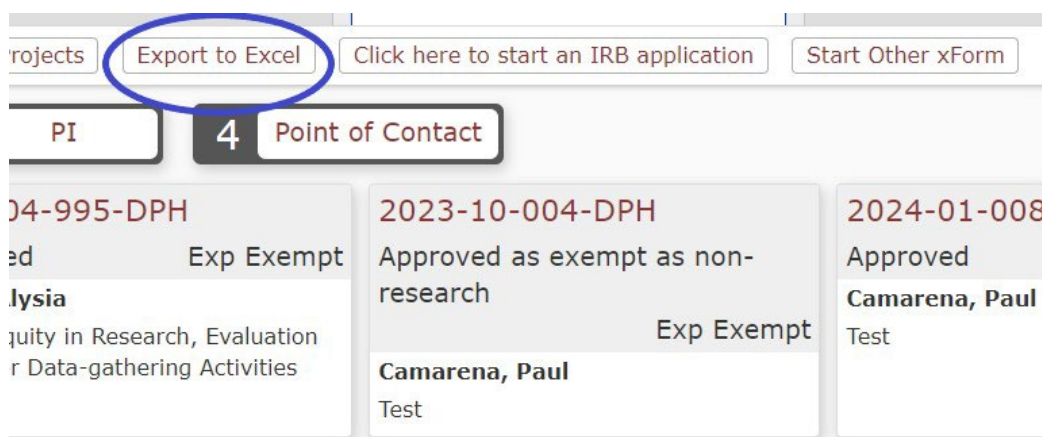 rojects
Export to Excel
Click here to start an IRB application
Start Other xForm
PI
4 Point of Contact
04-995-DPH
ed Exp Exempt
lysia
quity in Research, Evaluation
r Data-gathering Activities
2023-10-004-DPH
Approved as exempt as non-
research
Exp Exempt
Camarena, Paul
Test
2024-01-008
Approved
Camarena, Paul
Test